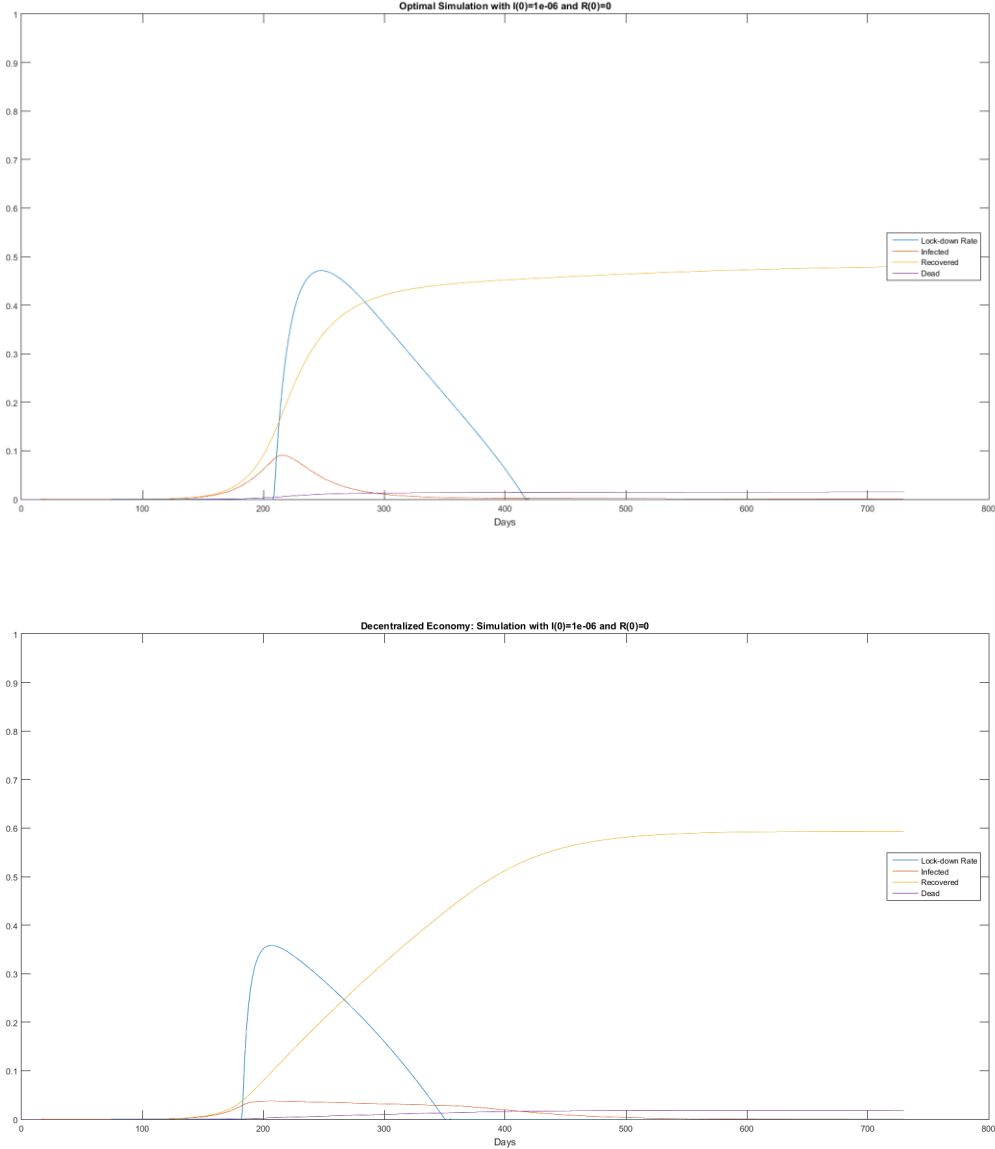 Optimal Simulation with I(0)=1e-06 and R(0)=0
1
0.9
0.8
0.7
0.6
0.5
0.4
0.3
0.2
0.1
0
Lock-down Rate
Infected
Recovered
Dead
0 100 200 300 400 500 600 700 800
Days
Decentralized Economy: Simulation with I(0)=1e-06 and R(0)=0
1
0.9
0.8
0.7
0.6
0.5
0.4
0.3
0.2
0.1
0
Lock-down Rate
Infected
Recovered
Dead
0 100 200 300 400 500 600 700 800
Days